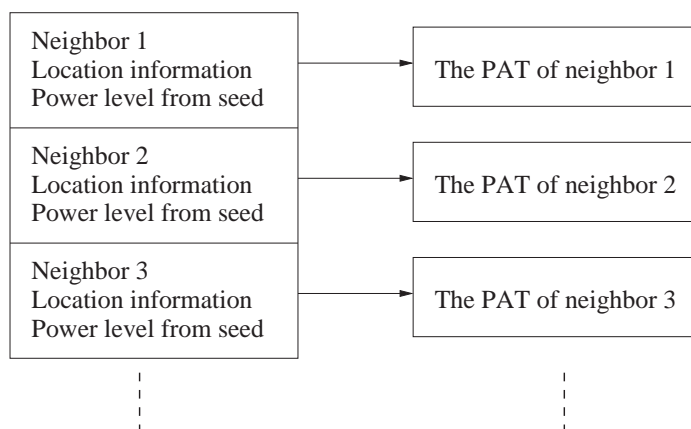 Neighbor 1
Location information
Power level from seed
The PAT of neighbor 1
Neighbor 2
Location information
Power level from seed
The PAT of neighbor 2
Neighbor 3
Location information
Power level from seed
The PAT of neighbor 3